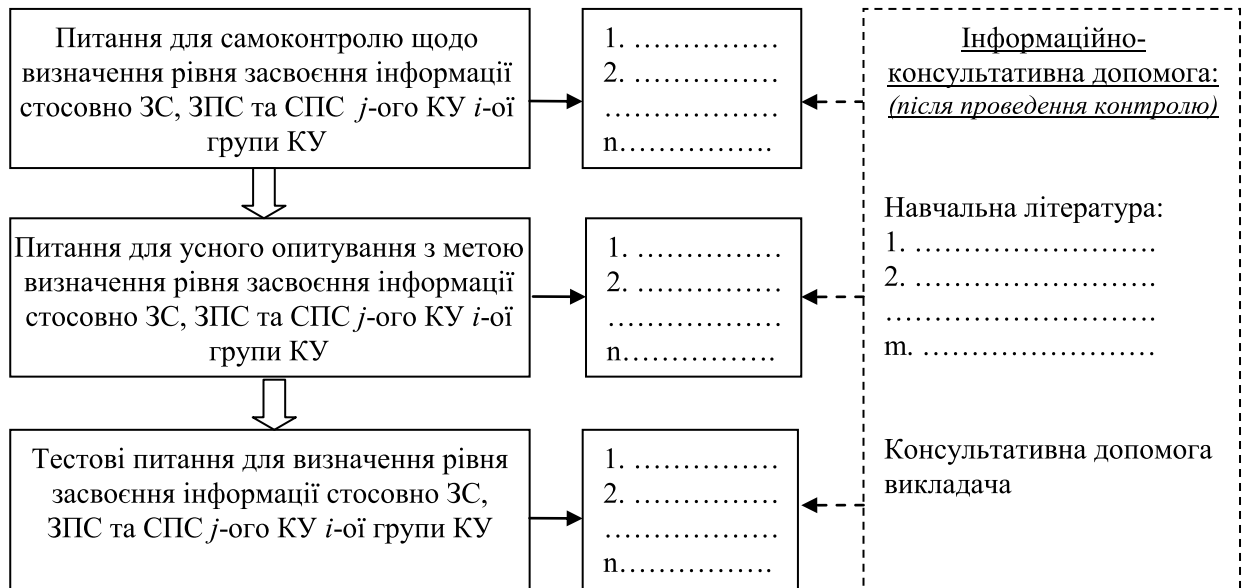 Питання для самоконтролю щодо
визначення рівня засвоєння інформації
стосовно ЗС, ЗПС та СПС j-ого КУ i-ої
групи КУ
1. ……………
2. ……………
………………
n…………….
Питання для усного опитування з метою
визначення рівня засвоєння інформації
стосовно ЗС, ЗПС та СПС j-ого КУ i-ої
групи КУ
1. ……………
2. ……………
………………
n…………….
Тестові питання для визначення рівня
засвоєння інформації стосовно ЗС,
ЗПС та СПС j-ого КУ i-ої групи КУ
1. ……………
2. ……………
………………
n…………….
Інформаційно-
консультативна допомога:
(після проведення контролю)
Навчальна література:
1. …………………….
2. …………………….
……………………….
m. ……………………
Консультативна допомога
викладача